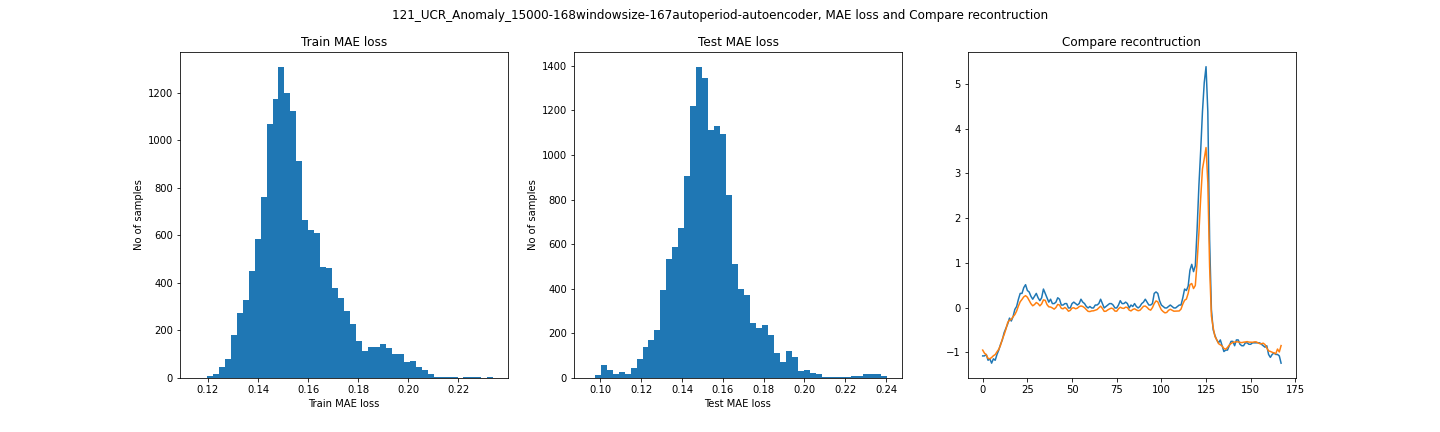 121_UCR_Anomaly_15000-168windowsize-167autoperiod-autoencoder, MAE loss and Compare recontruction
Train MAE loss
No of samples
1200
1000
800
600
400
200
0
0.12 0.14 0.16 0.18 0.20 0.22
Train MAE loss
Test MAE loss
No of samples
1400
1200
1000
800
600
400
200
0
0.10 0.12 0.14 0.16 0.18 0.20 0.22 0.24
Test MAE loss
Compare recontruction
5
4
3
2
1
0
−1
0 25 50 75 100 125 150 175